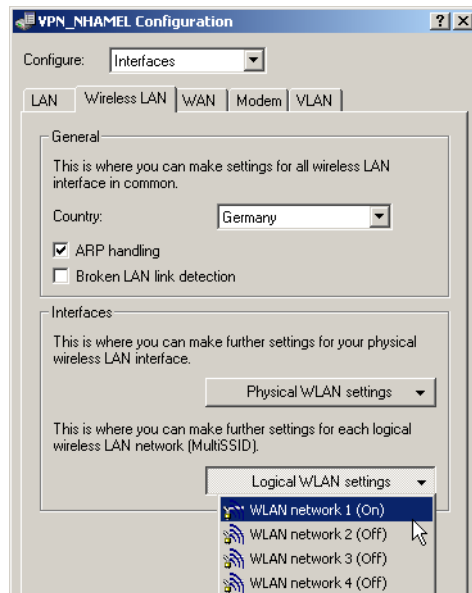 VPN_NHAMEL Configuration
Configure: Interfaces
LAN Wireless LAN WAN Modem VLAN
General
This is where you can make settings for all wireless LAN
interface in common.
Country: Germany
ARP handling
Broken LAN link detection
Interfaces
This is where you can make further settings for your physical
wireless LAN interface.
Physical WLAN settings
This is where you can make further settings for each logical
wireless LAN network (MultiSSID).
Logical WLAN settings
WLAN network 1 (On)
WLAN network 2 (Off)
WLAN network 3 (Off)
WLAN network 4 (Off)